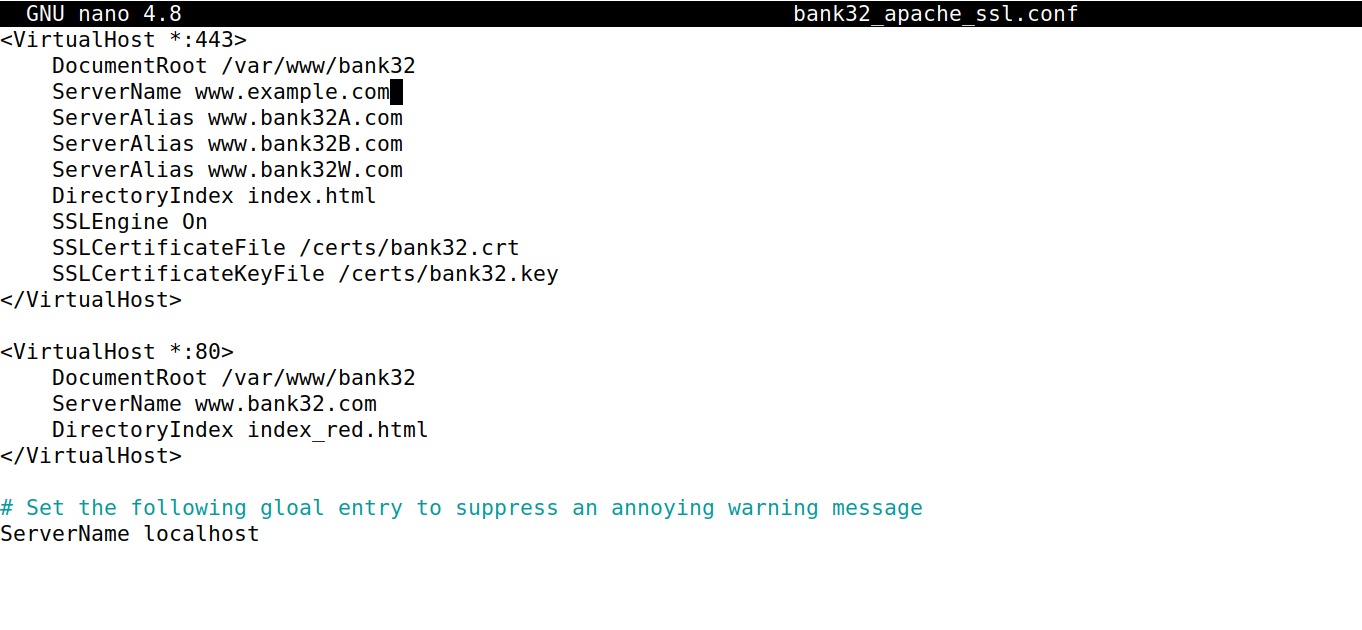 GNU nano 4.8 bank32_apache_ssl.conf
<VirtualHost *:443>
    DocumentRoot /var/www/bank32
    ServerName www.example.com
    ServerAlias www.bank32A.com
    ServerAlias www.bank32B.com
    ServerAlias www.bank32W.com
    DirectoryIndex index.html
    SSLEngine On
    SSLCertificateFile /certs/bank32.crt
    SSLCertificateKeyFile /certs/bank32.key
</VirtualHost>

<VirtualHost *:80>
    DocumentRoot /var/www/bank32
    ServerName www.bank32.com
    DirectoryIndex index_red.html
</VirtualHost>

# Set the following gloal entry to suppress an annoying warning message
ServerName localhost